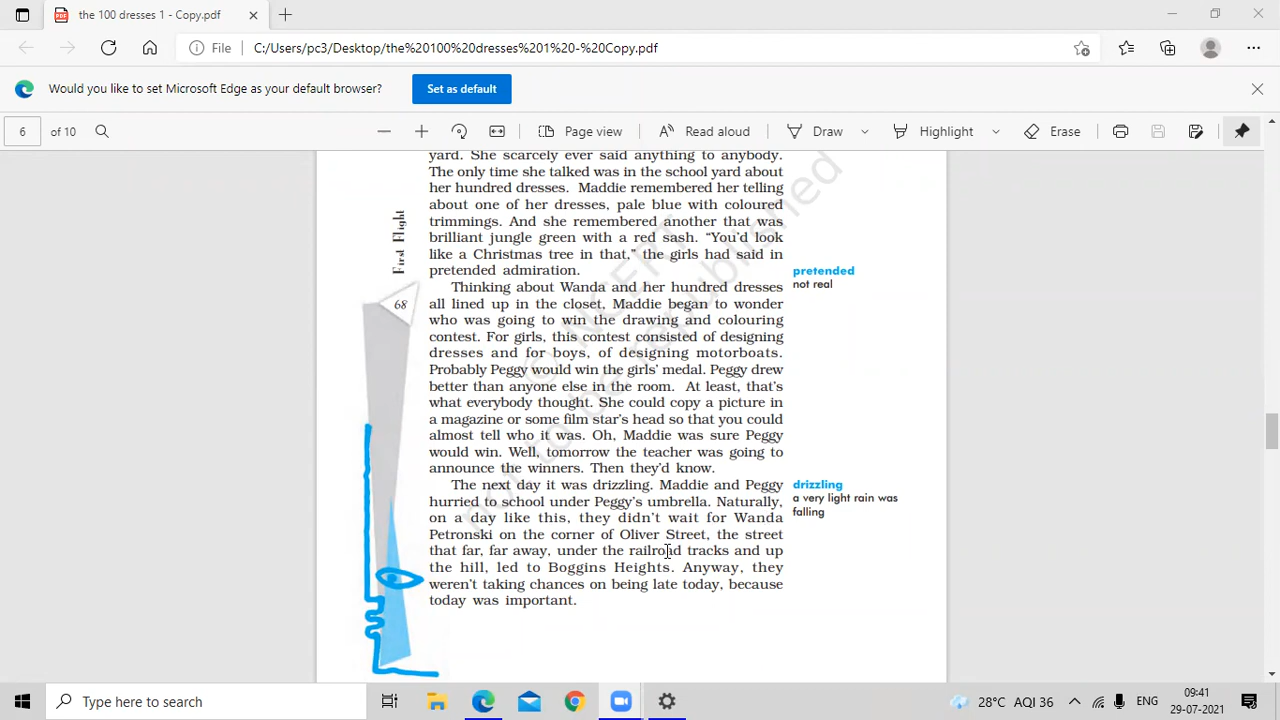 the 100 dresses 1 - Copy.pdf
File
C:/Users/pc3/Desktop/the%20100%20dresses%201%20-%20Copy.pdf
Would you like to set Microsoft Edge as your default browser?
Set as default
6
of 10
Page view
Read aloud
Draw
Highlight
Erase
yard. She scarcely ever said anything to anybody.
The only time she talked was in the school yard about
her hundred dresses. Maddie remembered her telling
about one of her dresses, pale blue with coloured
trimmings. And she remembered another that was
brilliant jungle green with a red sash. “You’d look
like a Christmas tree in that,” the girls had said in
pretended admiration.
pretended
not real
Thinking about Wanda and her hundred dresses
all lined up in the closet, Maddie began to wonder
who was going to win the drawing and colouring
contest. For girls, this contest consisted of designing
dresses and for boys, of designing motorboats.
Probably Peggy would win the girls’ medal. Peggy drew
better than anyone else in the room. At least, that’s
what everybody thought. She could copy a picture in
a magazine or some film star’s head so that you could
almost tell who it was. Oh, Maddie was sure Peggy
would win. Well, tomorrow the teacher was going to
announce the winners. Then they’d know.
The next day it was drizzling. Maddie and Peggy
hurried to school under Peggy’s umbrella. Naturally,
on a day like this, they didn’t wait for Wanda
Petronski on the corner of Oliver Street, the street
that far, far away, under the railroad tracks and up
the hill, led to Boggins Heights. Anyway, they
weren’t taking chances on being late today, because
today was important.
drizzling
a very light rain was
falling
First Flight
68
© NCERT
not to be republished
Type here to search
28°C AQI 36
ENG
09:41
29-07-2021